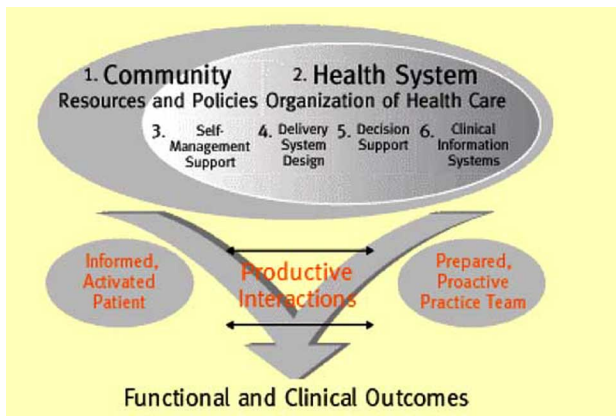 1. Community 2. Health System
Resources and Policies Organization of Health Care
3. Self- 4. Delivery 5. Decision 6. Clinical
Management System Support Information
Support Design Systems
Informed,
Activated
Patient
Productive
Interactions
Prepared,
Proactive
Practice Team
Functional and Clinical Outcomes